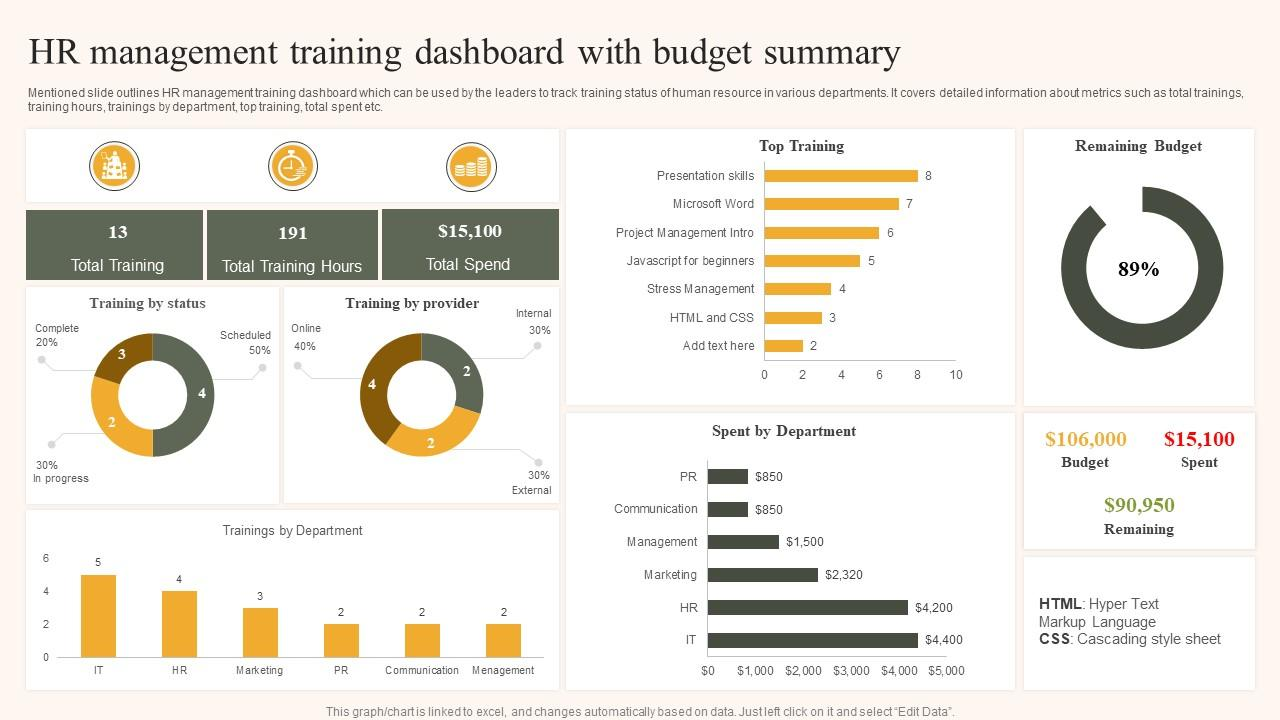 HR management training dashboard with budget summary
Mentioned slide outlines HR management training dashboard which can be used by the leaders to track training status of human resource in various departments. It covers detailed information about metrics such as total trainings,
training hours, trainings by department, top training, total spent etc.
13
Total Training
191
Total Training Hours
$15,100
Total Spend
Training by status
Complete
20%
Scheduled
50%
3
4
2
30%
In progress
Training by provider
Online
40%
Internal
30%
2
4
2
30%
External
Trainings by Department
6
4
2
0
5
4
3
2
2
2
IT
HR
Marketing
PR
Communication
Menagement
Top Training
Presentation skills 8
Microsoft Word 7
Project Management Intro 6
Javascript for beginners 5
Stress Management 4
HTML and CSS 3
Add text here 2
0 2 4 6 8 10
Spent by Department
PR $850
Communication $850
Management $1,500
Marketing $2,320
HR $4,200
IT $4,400
$0 $1,000 $2,000 $3,000 $4,000 $5,000
Remaining Budget
89%
$106,000
Budget
$15,100
Spent
$90,950
Remaining
HTML: Hyper Text
Markup Language
CSS: Cascading style sheet
This graph/chart is linked to excel, and changes automatically based on data. Just left click on it and select “Edit Data”.